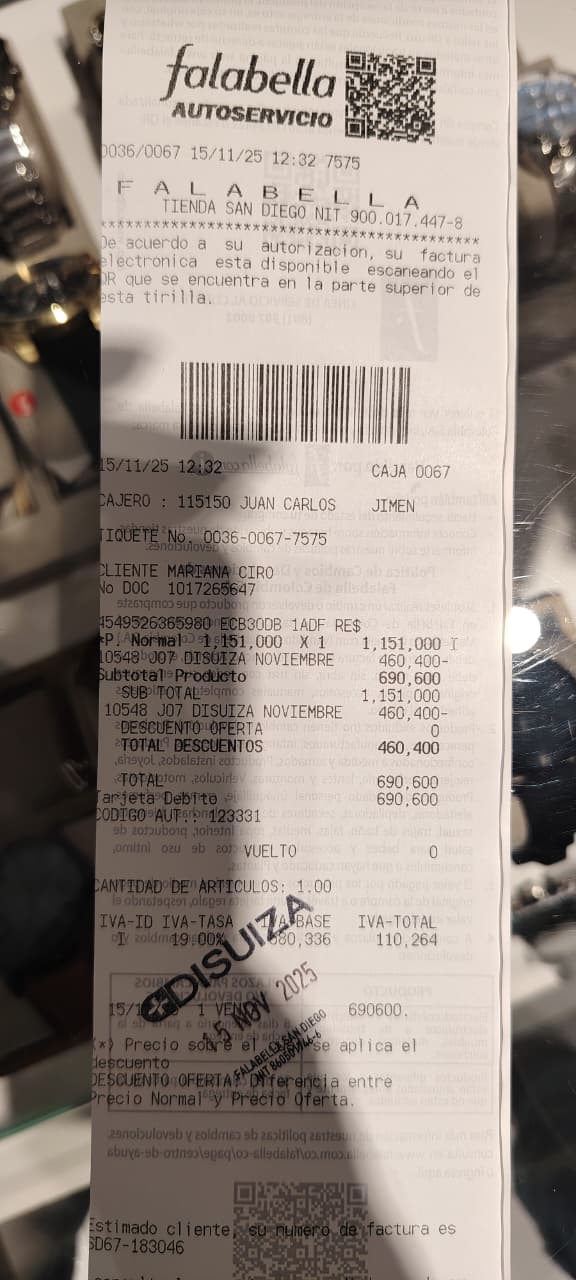 falabella
AUTOSERVICIO
0036/0067 15/11/25 12:32 7575
F A L A B E L L A
TIENDA SAN DIEGO NIT 900.017.447-8
****************************************
De acuerdo a su autorizacion, su factura
electronica esta disponible escaneando el
QR que se encuentra en la parte superior de
esta tirilla.
15/11/25 12:32 CAJA 0067
CAJERO : 115150 JUAN CARLOS JIMEN
TIQUETE No. 0036-0067-7575
CLIENTE MARIANA CIRO
No DOC 1017265647
4549526365980 ECB30DB 1ADF RE$
*P. Normal 1,151,000 X 1 1,151,000 I
10548 J07 DISUIZA NOVIEMBRE 460,400-
Subtotal Producto 690,600
SUB TOTAL 1,151,000
10548 J07 DISUIZA NOVIEMBRE 460,400-
DESCUENTO OFERTA 0
TOTAL DESCUENTOS 460,400
TOTAL 690,600
Tarjeta Debito 690,600
CODIGO AUT.: 123331
VUELTO 0
CANTIDAD DE ARTICULOS: 1.00
IVA-ID IVA-TASA IVA-BASE IVA-TOTAL
I 19.00% 580,336 110,264
DISUIZA
15 NOV 2025
FALABELLA SAN DIEGO
15/1 1 VEN 690600.
(*) Precio sobre el se aplica el
descuento
DESCUENTO OFERTA: Diferencia entre
Precio Normal y Precio Oferta.
Estimado cliente, su numero de factura es
SD67-183046